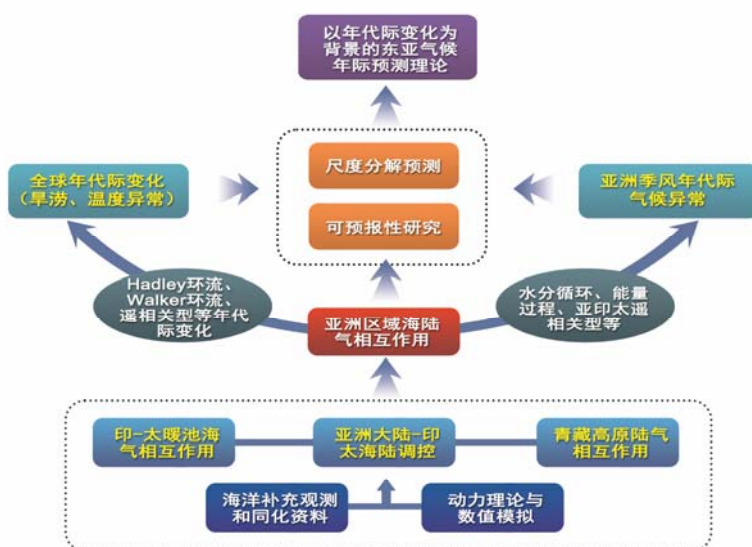 以年代际变化为
背景的东亚气候
年际预测理论
尺度分解预测
可预报性研究
全球年代际变化
（旱涝、温度异常）
亚洲季风年代际
气候异常
Hadley环流、
Walker环流、
遥相关型等年代
际变化
亚洲区域海陆
气相互作用
水分循环、能量
过程、亚印太遥
相关型等
印-太暖池海
气相互作用
亚洲大陆-印
太海陆调控
青藏高原陆气
相互作用
海洋补充观测
和同化资料
动力理论与
数值模拟